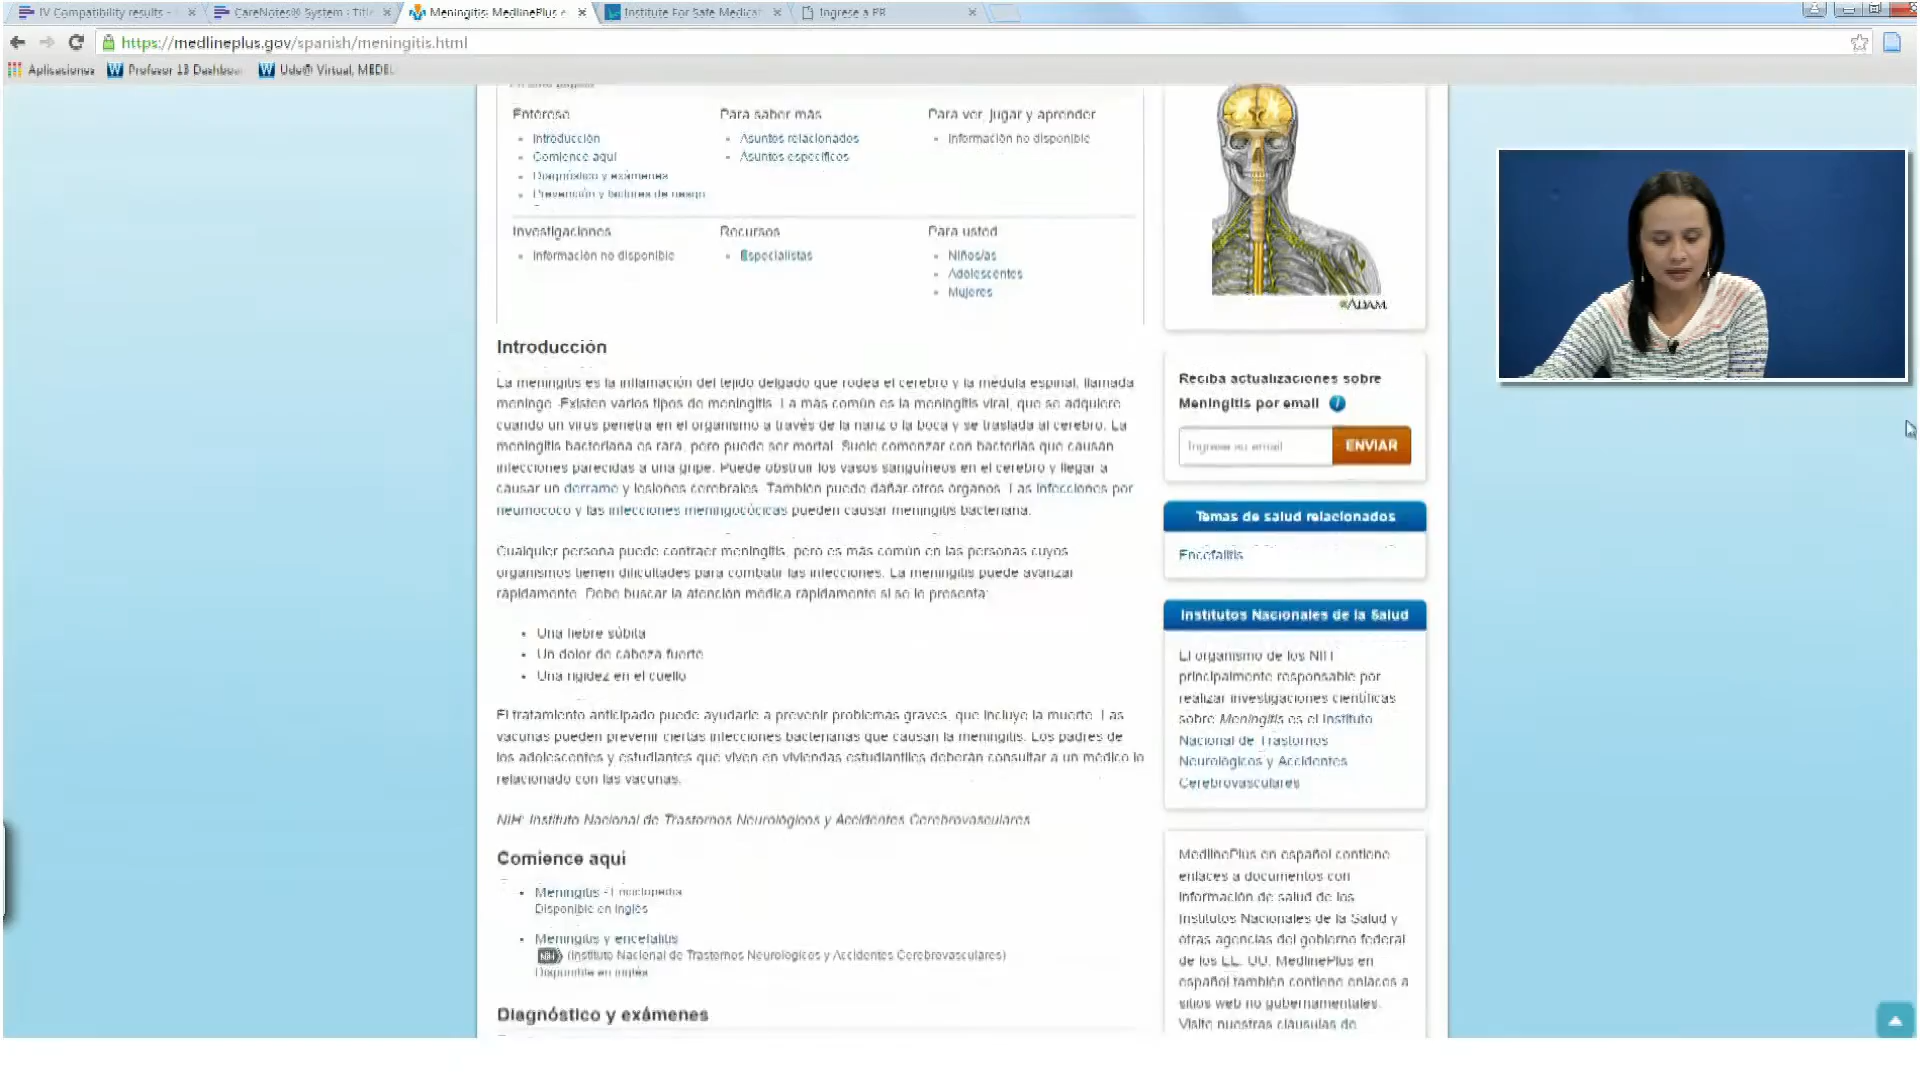 IV Compatibility results -
CareNotes® System : Titl
Meningitis: MedlinePlus e
Institute For Safe Medicat
Ingrese a PR
https://medlineplus.gov/spanish/meningitis.html
Aplicaciones
Profesor 13 Dashboar
Ude@ Virtual, MEDEL
Entérese
Introducción
Comience aquí
Diagnóstico y exámenes
Prevención y factores de riesgo
Para saber más
Asuntos relacionados
Asuntos específicos
Para ver, jugar y aprender
Información no disponible
Investigaciones
Información no disponible
Recursos
Especialistas
Para usted
Niños/as
Adolescentes
Mujeres
Introducción
La meningitis es la inflamación del tejido delgado que rodea el cerebro y la médula espinal, llamada
meninge. Existen varios tipos de meningitis. La más común es la meningitis viral, que se adquiere
cuando un virus penetra en el organismo a través de la nariz o la boca y se traslada al cerebro. La
meningitis bacteriana es rara, pero puede ser mortal. Suele comenzar con bacterias que causan
infecciones parecidas a una gripe. Puede obstruir los vasos sanguíneos en el cerebro y llegar a
causar un derrame y lesiones cerebrales. También puede dañar otros órganos. Las infecciones por
neumococo y las infecciones meningocócicas pueden causar meningitis bacteriana.
Cualquier persona puede contraer meningitis, pero es más común en las personas cuyos
organismos tienen dificultades para combatir las infecciones. La meningitis puede avanzar
rápidamente. Debe buscar la atención médica rápidamente si se le presenta:
Una fiebre súbita
Un dolor de cabeza fuerte
Una rigidez en el cuello
El tratamiento anticipado puede ayudarle a prevenir problemas graves, que incluye la muerte. Las
vacunas pueden prevenir ciertas infecciones bacterianas que causan la meningitis. Los padres de
los adolescentes y estudiantes que viven en viviendas estudiantiles deberán consultar a un médico lo
relacionado con las vacunas.
NIH: Instituto Nacional de Trastornos Neurológicos y Accidentes Cerebrovasculares
Comience aquí
Meningitis - Enciclopedia
Disponible en inglés
Meningitis y encefalitis
NIH (Instituto Nacional de Trastornos Neurológicos y Accidentes Cerebrovasculares)
Disponible en inglés
Diagnóstico y exámenes
ADAM.
Reciba actualizaciones sobre
Meningitis por email i
Ingrese su email
ENVIAR
Temas de salud relacionados
Encefalitis
Institutos Nacionales de la Salud
El organismo de los NIH
principalmente responsable por
realizar investigaciones científicas
sobre Meningitis es el Instituto
Nacional de Trastornos
Neurológicos y Accidentes
Cerebrovasculares
MedlinePlus en español contiene
enlaces a documentos con
información de salud de los
Institutos Nacionales de la Salud y
otras agencias del gobierno federal
de los EE. UU. MedlinePlus en
español también contiene enlaces a
sitios web no gubernamentales.
Visite nuestras cláusulas de